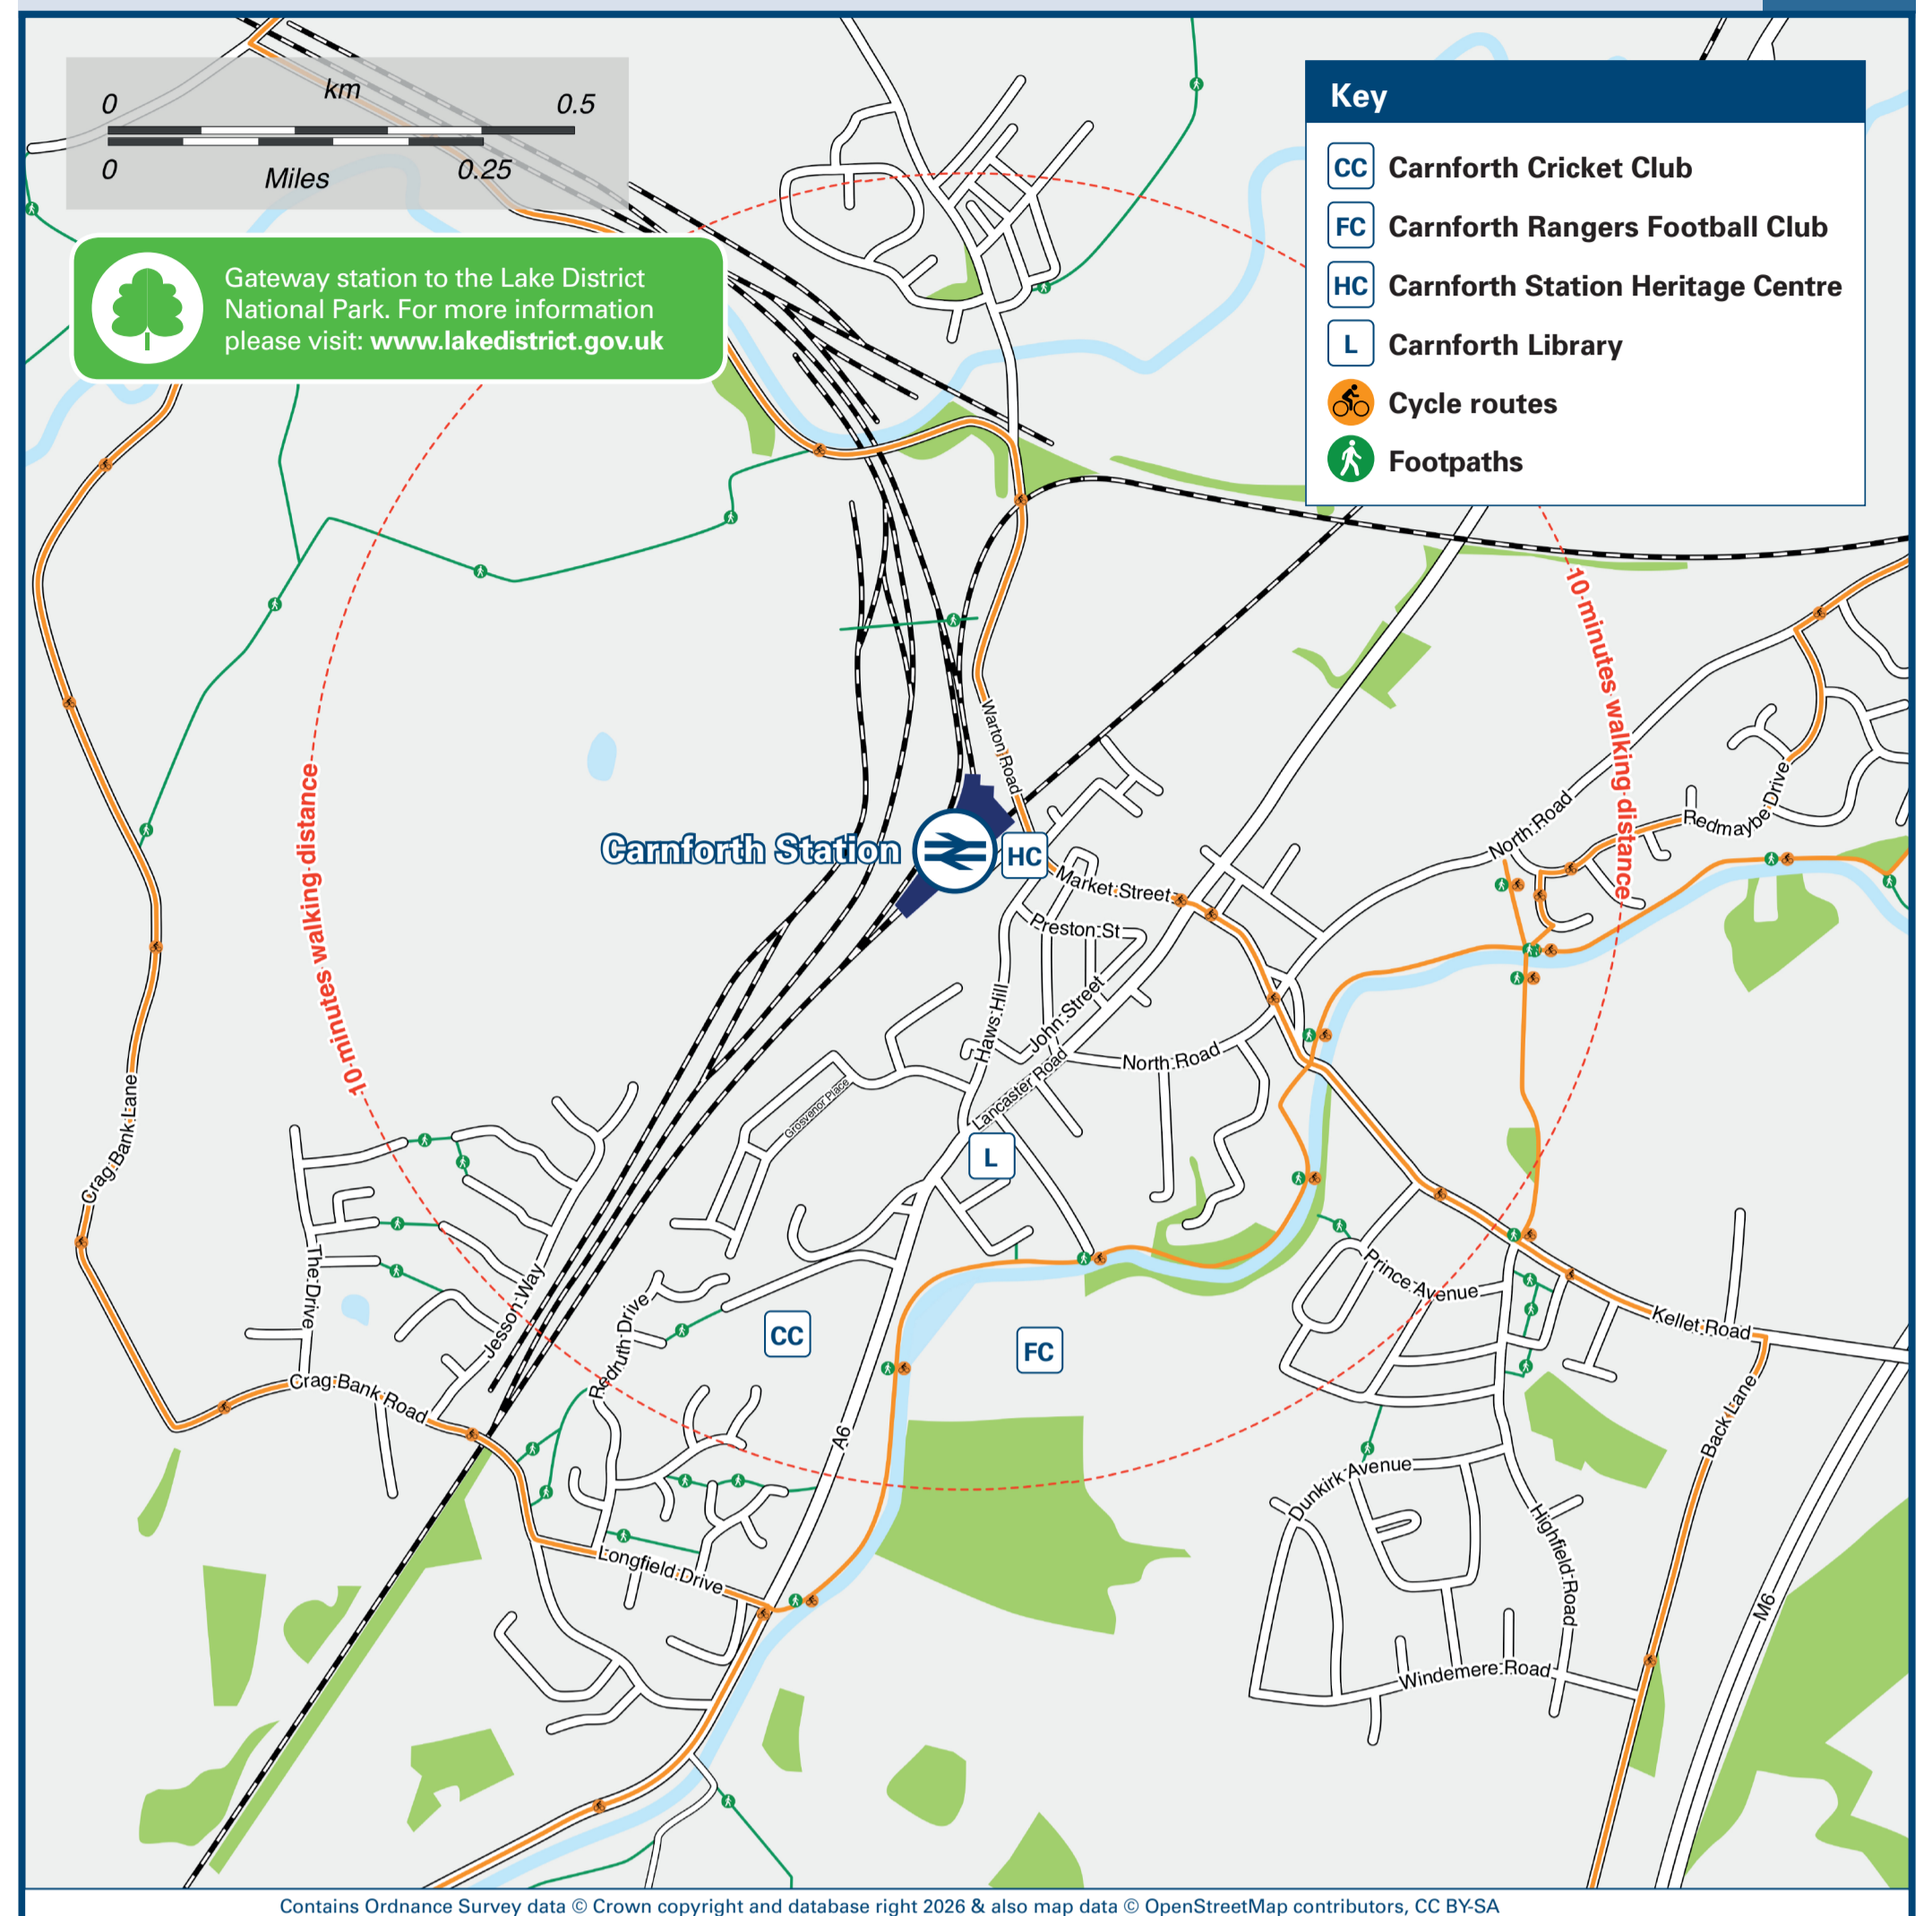 km
0
0.5
0
Miles
0.25
Gateway station to the Lake District
National Park. For more information
please visit: www.lakedistrict.gov.uk
Key
CC Carnforth Cricket Club
FC Carnforth Rangers Football Club
HC Carnforth Station Heritage Centre
L Carnforth Library
Cycle routes
Footpaths
10 minutes walking distance
10 minutes walking distance
Warton Road
Carnforth Station
HC
Market Street
Preston St
North Road
Redmaybe Drive
Haws Hill
John Street
Lancaster Road
North Road
Grosvenor Place
Crag Bank Lane
L
The Drive
Jesson Way
Redruth Drive
CC
FC
Prince Avenue
Kellet Road
Crag Bank Road
A6
Back Lane
Dunkirk Avenue
Highfield Road
Longfield Drive
M6
Windemere Road
Contains Ordnance Survey data © Crown copyright and database right 2026 & also map data © OpenStreetMap contributors, CC BY-SA